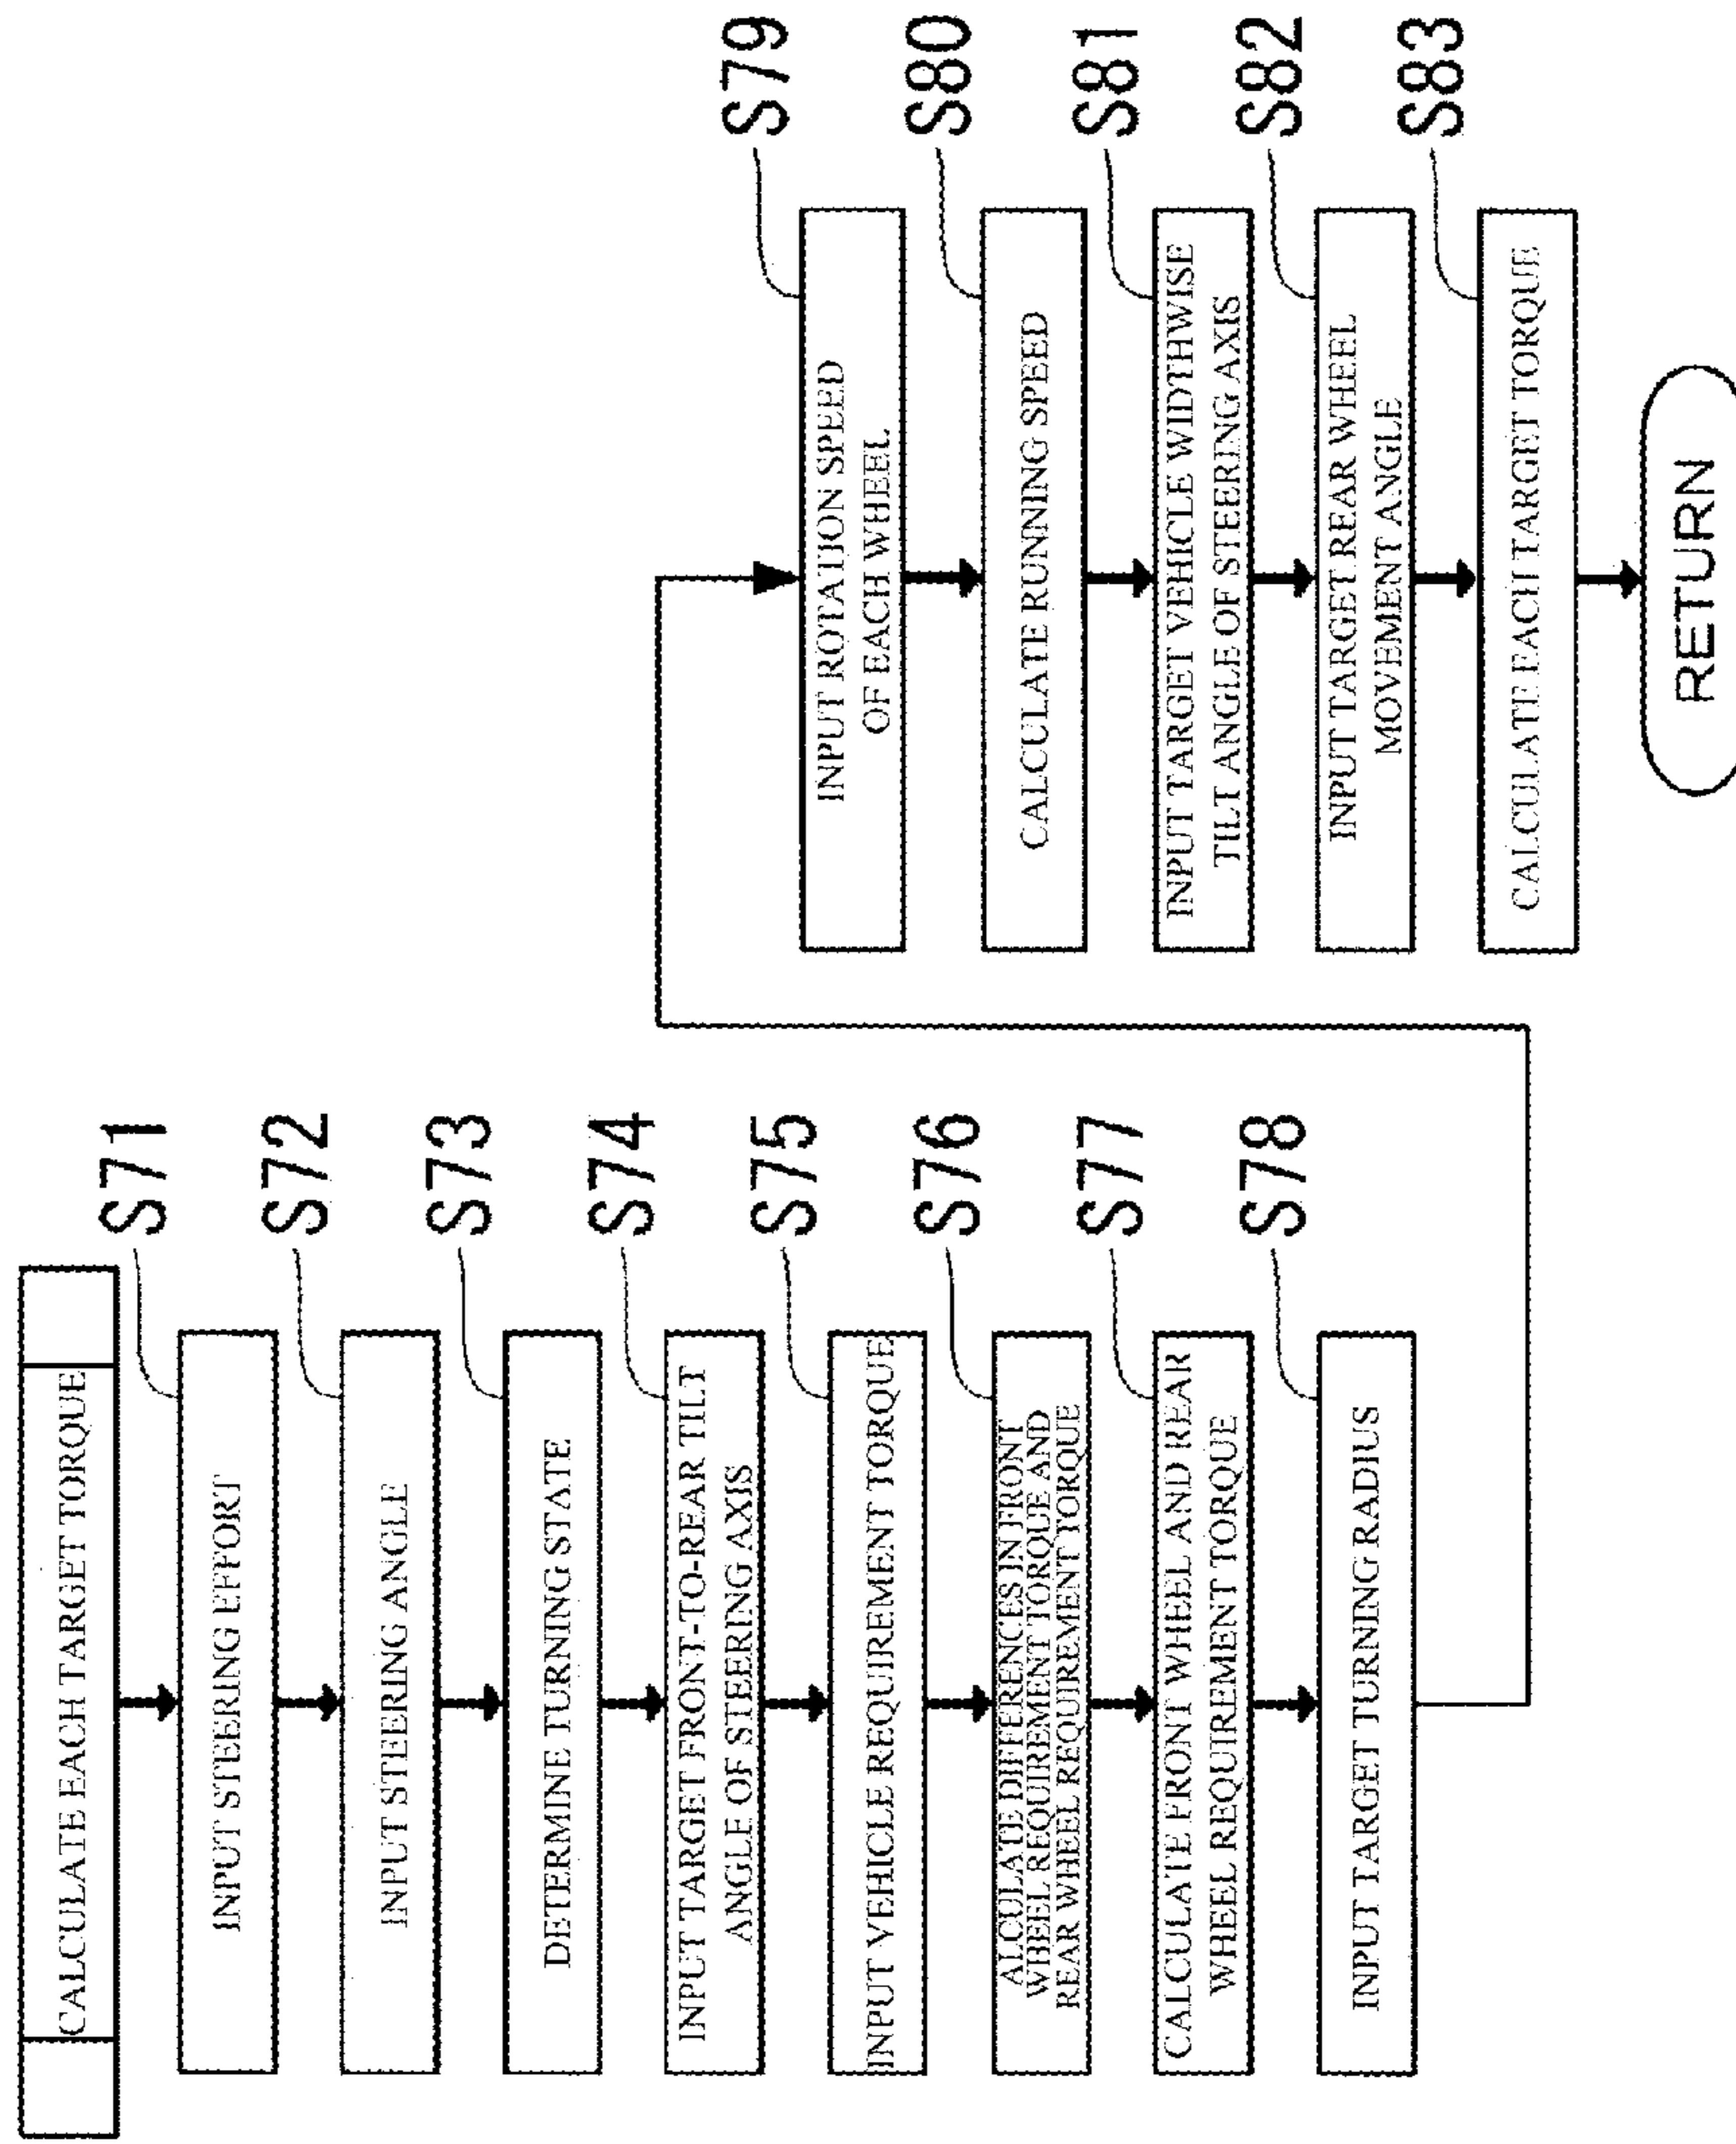 CALCULATE EACH TARGET TORQUE
S71
INPUT STEERING EFFORT
S72
INPUT STEERING ANGLE
S73
DETERMINE TURNING STATE
S74
INPUT TARGET FRONT-TO-REAR TILT
ANGLE OF STEERING AXIS
S75
INPUT VEHICLE REQUIREMENT TORQUE
S76
ALCULATE DIFFERENCES IN FRONT
WHEEL REQUIREMENT TORQUE AND
REAR WHEEL REQUIREMENT TORQUE
S77
CALCULATE FRONT WHEEL AND REAR
WHEEL REQUIREMENT TORQUE
S78
INPUT TARGET TURNING RADIUS
S79
INPUT ROTATION SPEED
OF EACH WHEEL
S80
CALCULATE RUNNING SPEED
S81
INPUT TARGET VEHICLE WIDTHWISE
TILT ANGLE OF STEERING AXIS
S82
INPUT TARGET REAR WHEEL
MOVEMENT ANGLE
S83
CALCULATE EACH TARGET TORQUE
RETURN